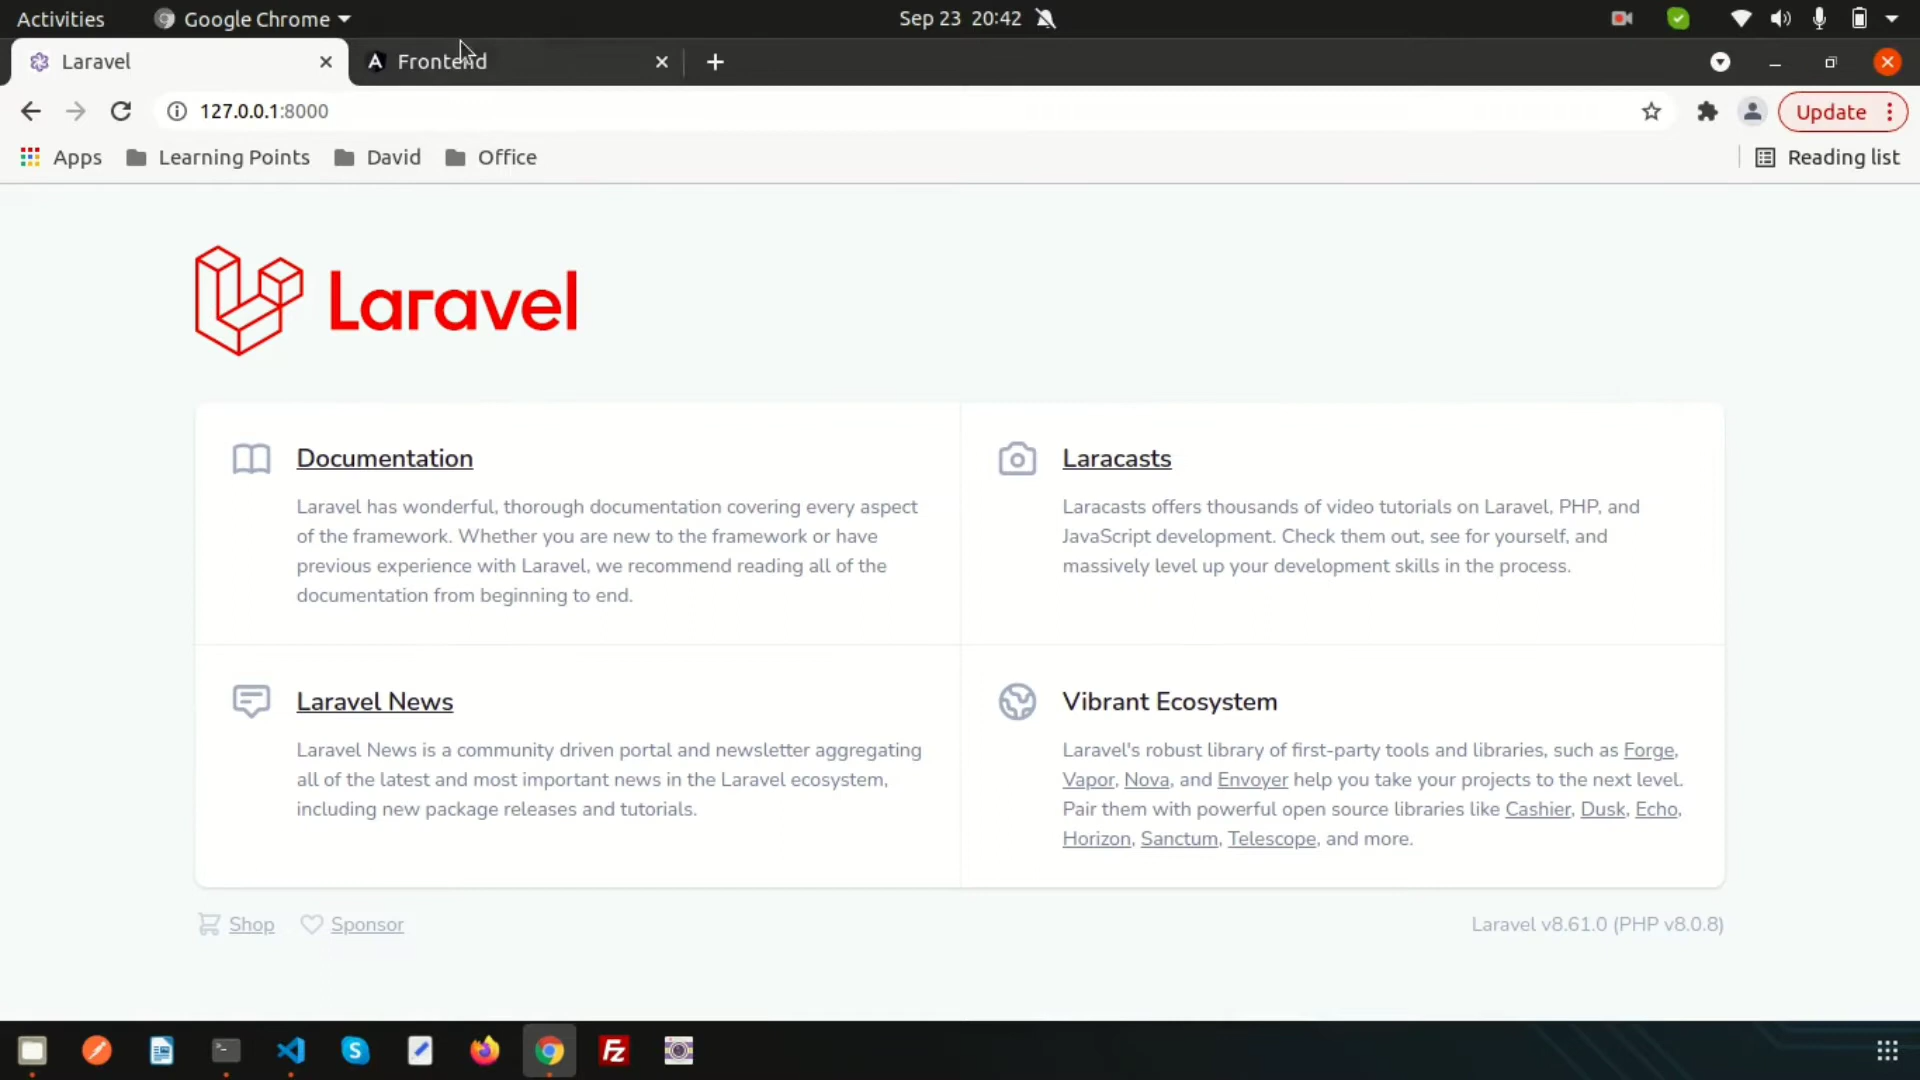 Activities
Google Chrome
Sep 23 20:42
Laravel
Frontend
127.0.0.1:8000
Update
Apps
Learning Points
David
Office
Reading list
Laravel
Documentation
Laravel has wonderful, thorough documentation covering every aspect
of the framework. Whether you are new to the framework or have
previous experience with Laravel, we recommend reading all of the
documentation from beginning to end.
Laracasts
Laracasts offers thousands of video tutorials on Laravel, PHP, and
JavaScript development. Check them out, see for yourself, and
massively level up your development skills in the process.
Laravel News
Laravel News is a community driven portal and newsletter aggregating
all of the latest and most important news in the Laravel ecosystem,
including new package releases and tutorials.
Vibrant Ecosystem
Laravel's robust library of first-party tools and libraries, such as Forge,
Vapor, Nova, and Envoyer help you take your projects to the next level.
Pair them with powerful open source libraries like Cashier, Dusk, Echo,
Horizon, Sanctum, Telescope, and more.
Shop
Sponsor
Laravel v8.61.0 (PHP v8.0.8)